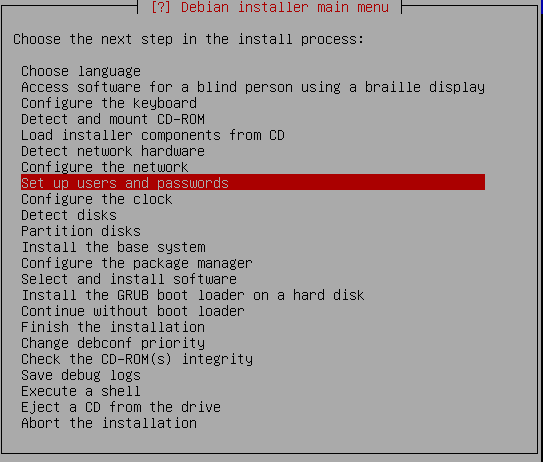 [?] Debian installer main menu
Choose the next step in the install process:
Choose language
Access software for a blind person using a braille display
Configure the keyboard
Detect and mount CD-ROM
Load installer components from CD
Detect network hardware
Configure the network
Set up users and passwords
Configure the clock
Detect disks
Partition disks
Install the base system
Configure the package manager
Select and install software
Install the GRUB boot loader on a hard disk
Continue without boot loader
Finish the installation
Change debconf priority
Check the CD-ROM(s) integrity
Save debug logs
Execute a shell
Eject a CD from the drive
Abort the installation